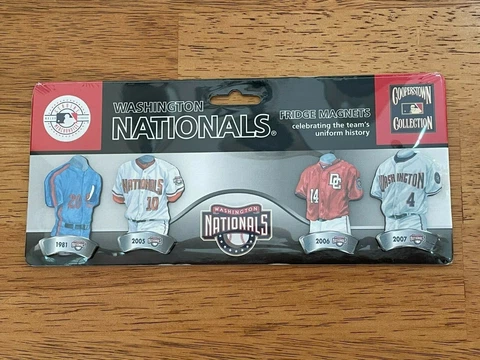 WASHINGTON
NATIONALS®
FRIDGE MAGNETS
celebrating the team's
uniform history
COOPERSTOWN
COLLECTION
NATIONALS
10
14
DC
WASHINGTON
4
1981
2005
WASHINGTON
NATIONALS
2006
2007